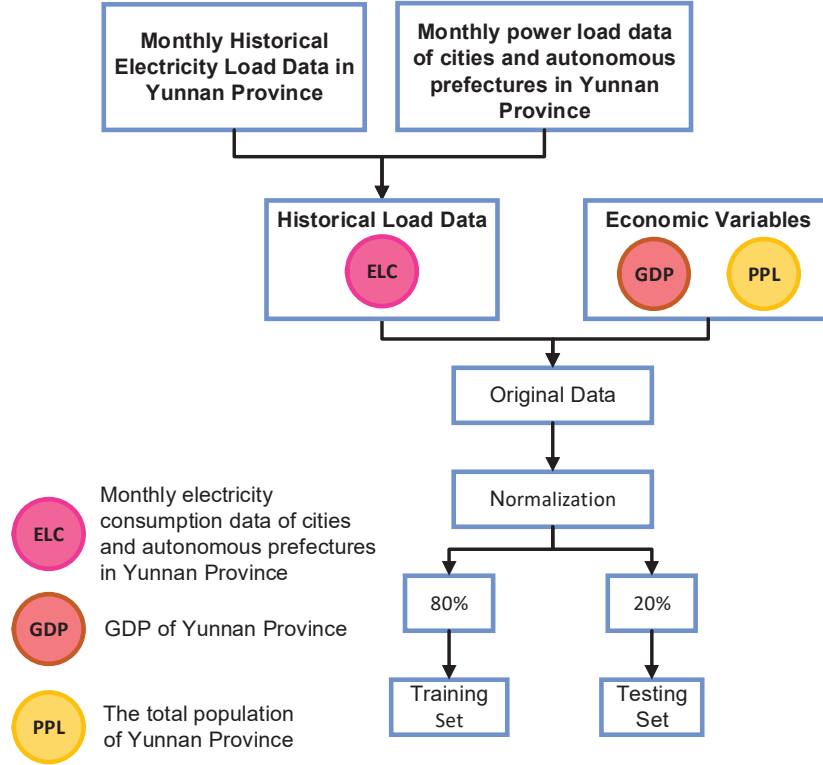 Monthly Historical
Electricity Load Data in
Yunnan Province
Monthly power load data
of cities and autonomous
prefectures in Yunnan
Province
Historical Load Data
ELC
Economic Variables
GDP
PPL
Original Data
Normalization
80%
20%
Training
Set
Testing
Set
ELC
Monthly electricity
consumption data of cities
and autonomous prefectures
in Yunnan Province
GDP
GDP of Yunnan Province
PPL
The total population
of Yunnan Province